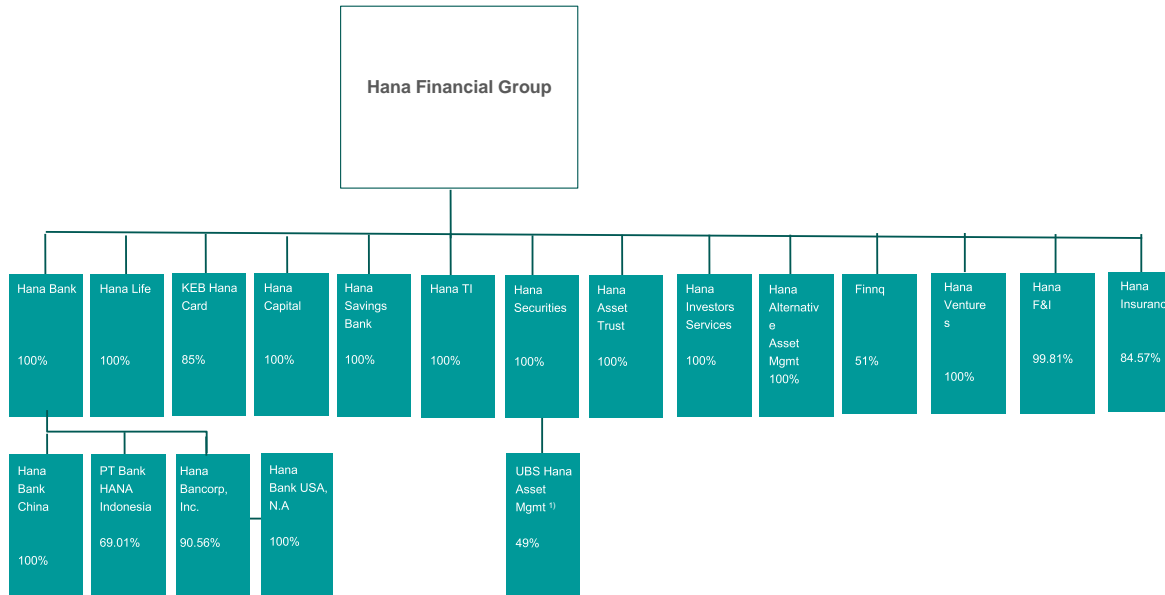 Hana Financial Group
Hana Bank
100%
Hana Life
100%
KEB Hana
Card
85%
Hana
Capital
100%
Hana
Savings
Bank
100%
Hana TI
100%
Hana
Securities
100%
Hana
Asset
Trust
100%
Hana
Investors
Services
100%
Hana
Alternativ
e
Asset
Mgmt
100%
Finnq
51%
Hana
Venture
s
100%
Hana
F&I
99.81%
Hana
Insuranc
84.57%
Hana
Bank
China
100%
PT Bank
HANA
Indonesia
69.01%
Hana
Bancorp,
Inc.
90.56%
Hana
Bank USA,
N.A
100%
UBS Hana
Asset
Mgmt ¹⁾
49%